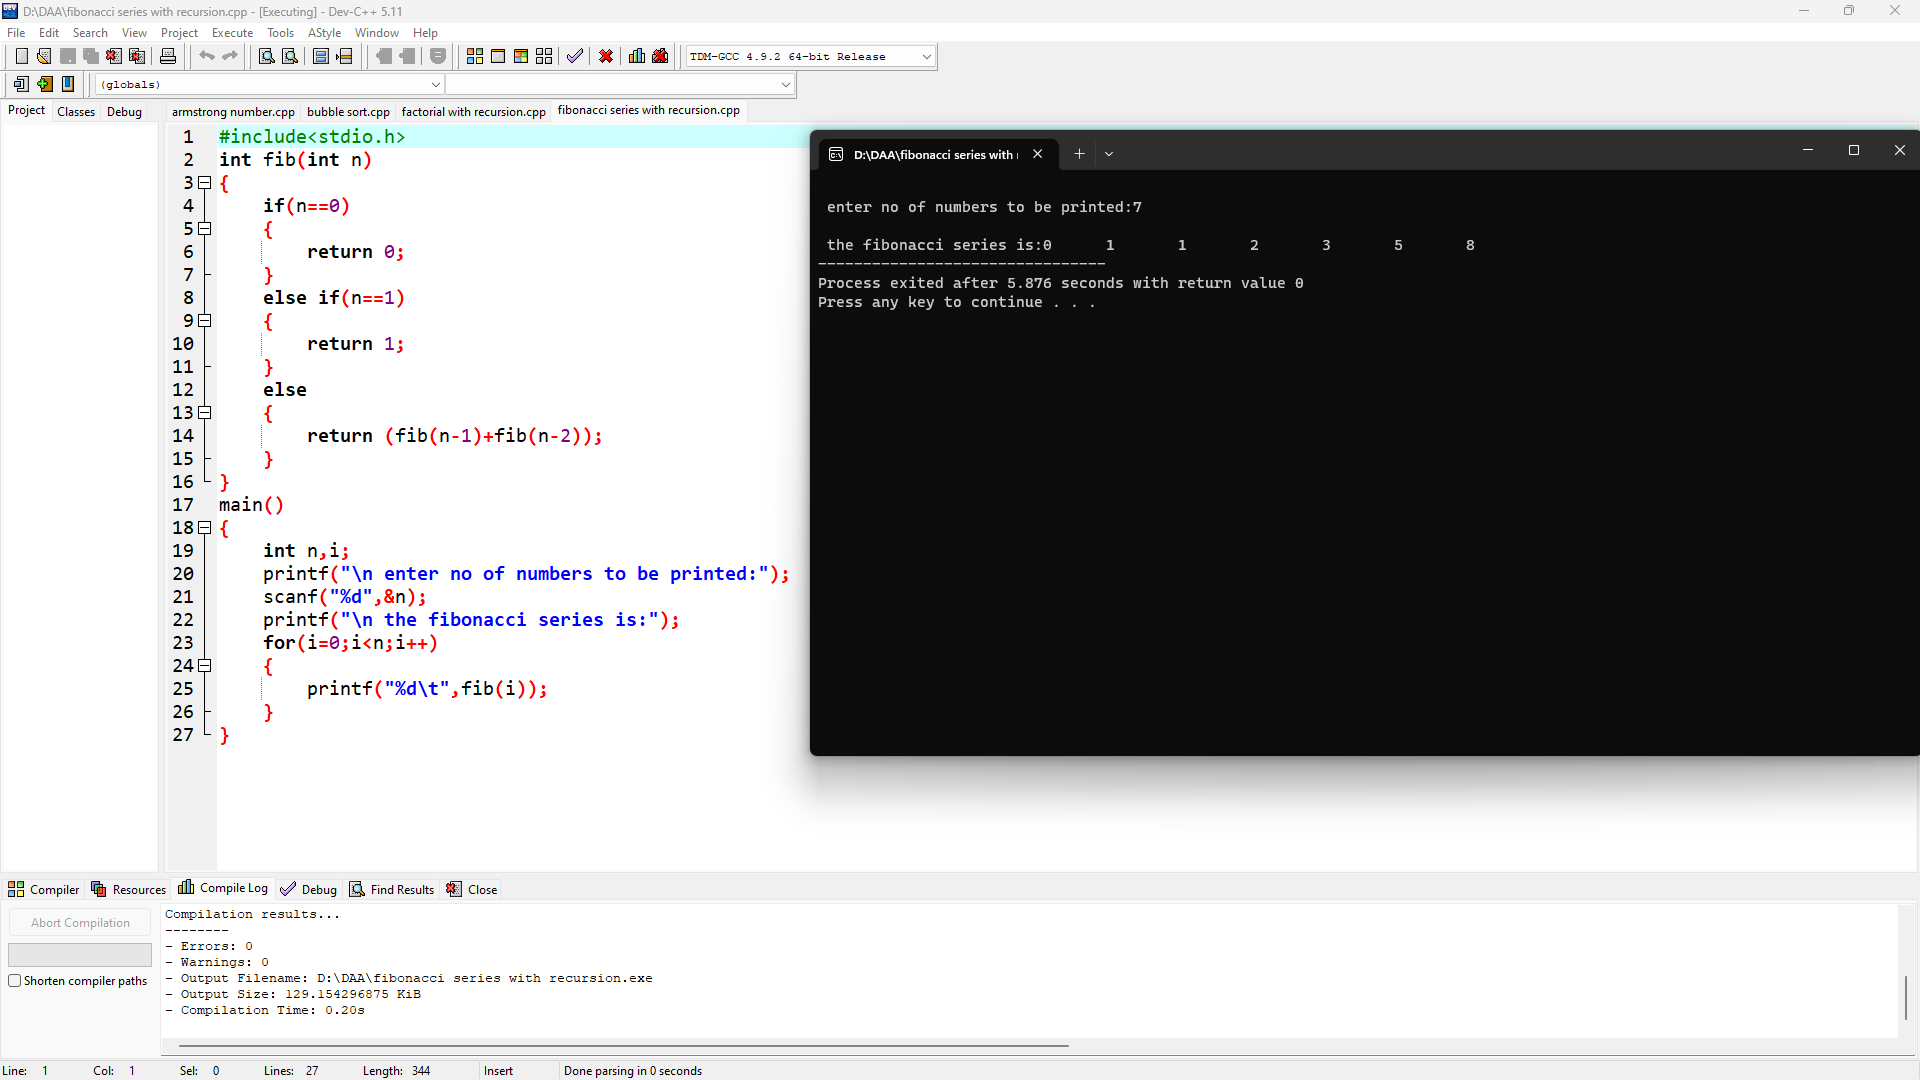 D:\DAA\fibonacci series with recursion.cpp - [Executing] - Dev-C++ 5.11
File Edit Search View Project Execute Tools AStyle Window Help
TDM-GCC 4.9.2 64-bit Release
(globals)
Project Classes Debug
armstrong number.cpp bubble sort.cpp factorial with recursion.cpp fibonacci series with recursion.cpp
1 #include<stdio.h>
2 int fib(int n)
3 {
4 if(n==0)
5 {
6 return 0;
7 }
8 else if(n==1)
9 {
10 return 1;
11 }
12 else
13 {
14 return (fib(n-1)+fib(n-2));
15 }
16 }
17 main()
18 {
19 int n,i;
20 printf("\n enter no of numbers to be printed:");
21 scanf("%d",&n);
22 printf("\n the fibonacci series is:");
23 for(i=0;i<n;i++)
24 {
25 printf("%d\t",fib(i));
26 }
27 }
D:\DAA\fibonacci series with
enter no of numbers to be printed:7
the fibonacci series is:0 1 1 2 3 5 8
--------------------------------
Process exited after 5.876 seconds with return value 0
Press any key to continue . . .
Compiler Resources Compile Log Debug Find Results Close
Abort Compilation
Shorten compiler paths
Compilation results...
--------
- Errors: 0
- Warnings: 0
- Output Filename: D:\DAA\fibonacci series with recursion.exe
- Output Size: 129.154296875 KiB
- Compilation Time: 0.20s
Line: 1 Col: 1 Sel: 0 Lines: 27 Length: 344 Insert Done parsing in 0 seconds